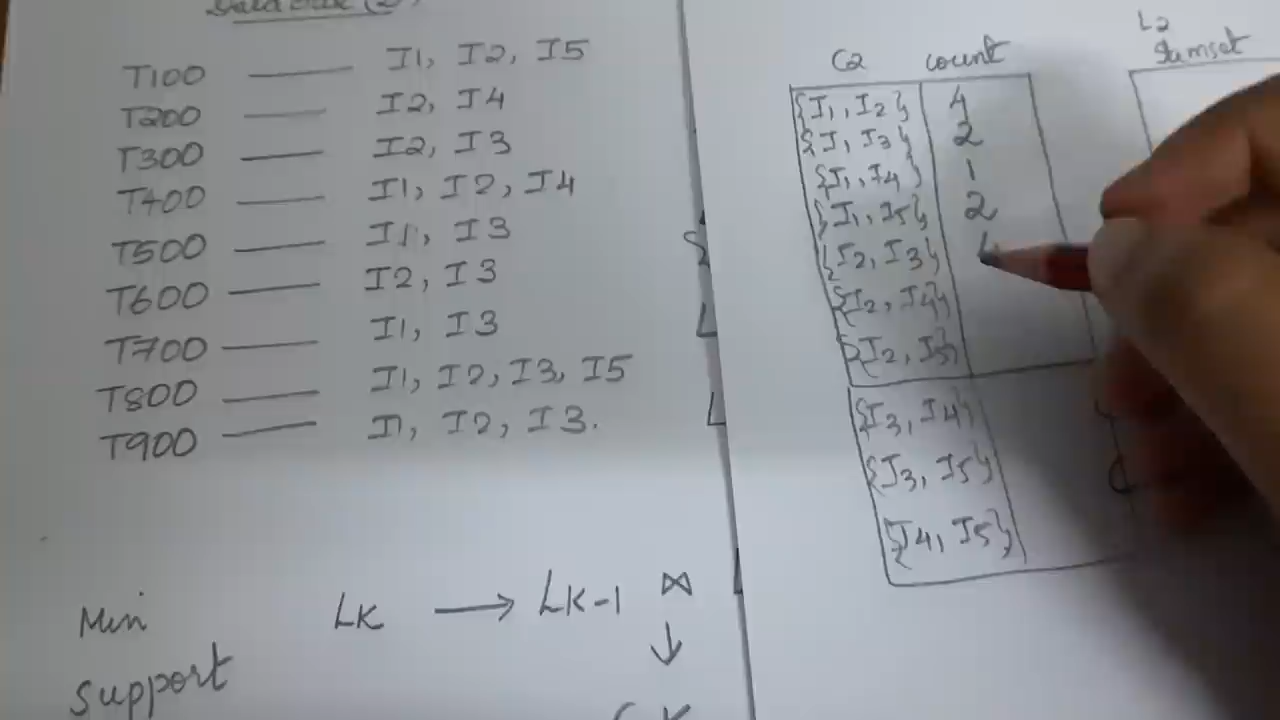 T100 I1, I2, I5
T200 I2, I4
T300 I2, I3
T400 I1, I2, I4
T500 I1, I3
T600 I2, I3
T700 I1, I3
T800 I1, I2, I3, I5
T900 I1, I2, I3.
Min
Support
LK → LK-1 ⋈
↓
C2 count
{I1, I2} 4
{I1, I3} 2
{I1, I4} 1
{I1, I5} 2
{I2, I3}
{I2, I4}
{I2, I5}
{I3, I4}
{I3, I5}
{I4, I5}
L2